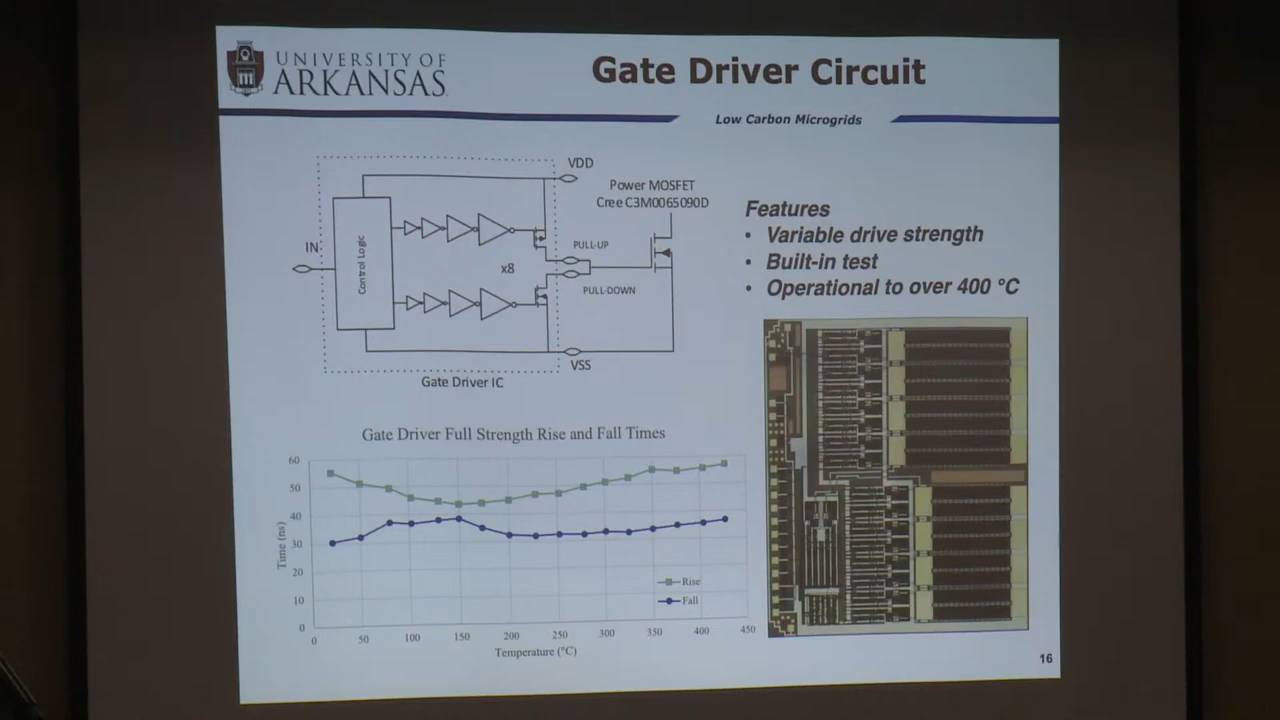 UNIVERSITY OF
ARKANSAS
Gate Driver Circuit
Low Carbon Microgrids
VDD
Power MOSFET
Cree C3M0065090D
IN
Control Logic
PULL-UP
x8
PULL-DOWN
VSS
Gate Driver IC
Features
• Variable drive strength
• Built-in test
• Operational to over 400 °C
Gate Driver Full Strength Rise and Fall Times
60
50
40
30
20
10
0
Time (ns)
Rise
Fall
0 50 100 150 200 250 300 350 400 450
Temperature (°C)
16